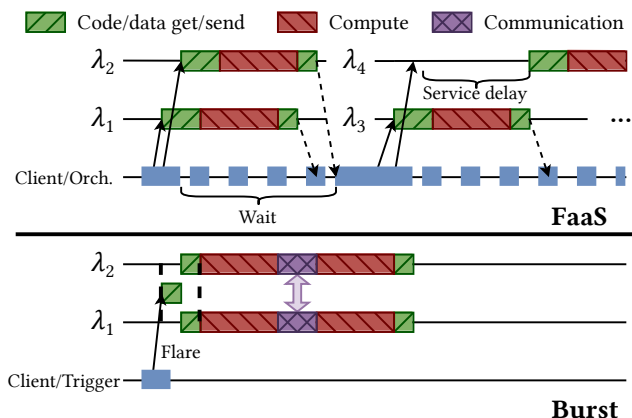 Code/data get/send Compute Communication
λ2 λ4
Service delay
λ1 λ3 ...
Client/Orch.
Wait
FaaS
λ2
λ1
Flare
Client/Trigger
Burst